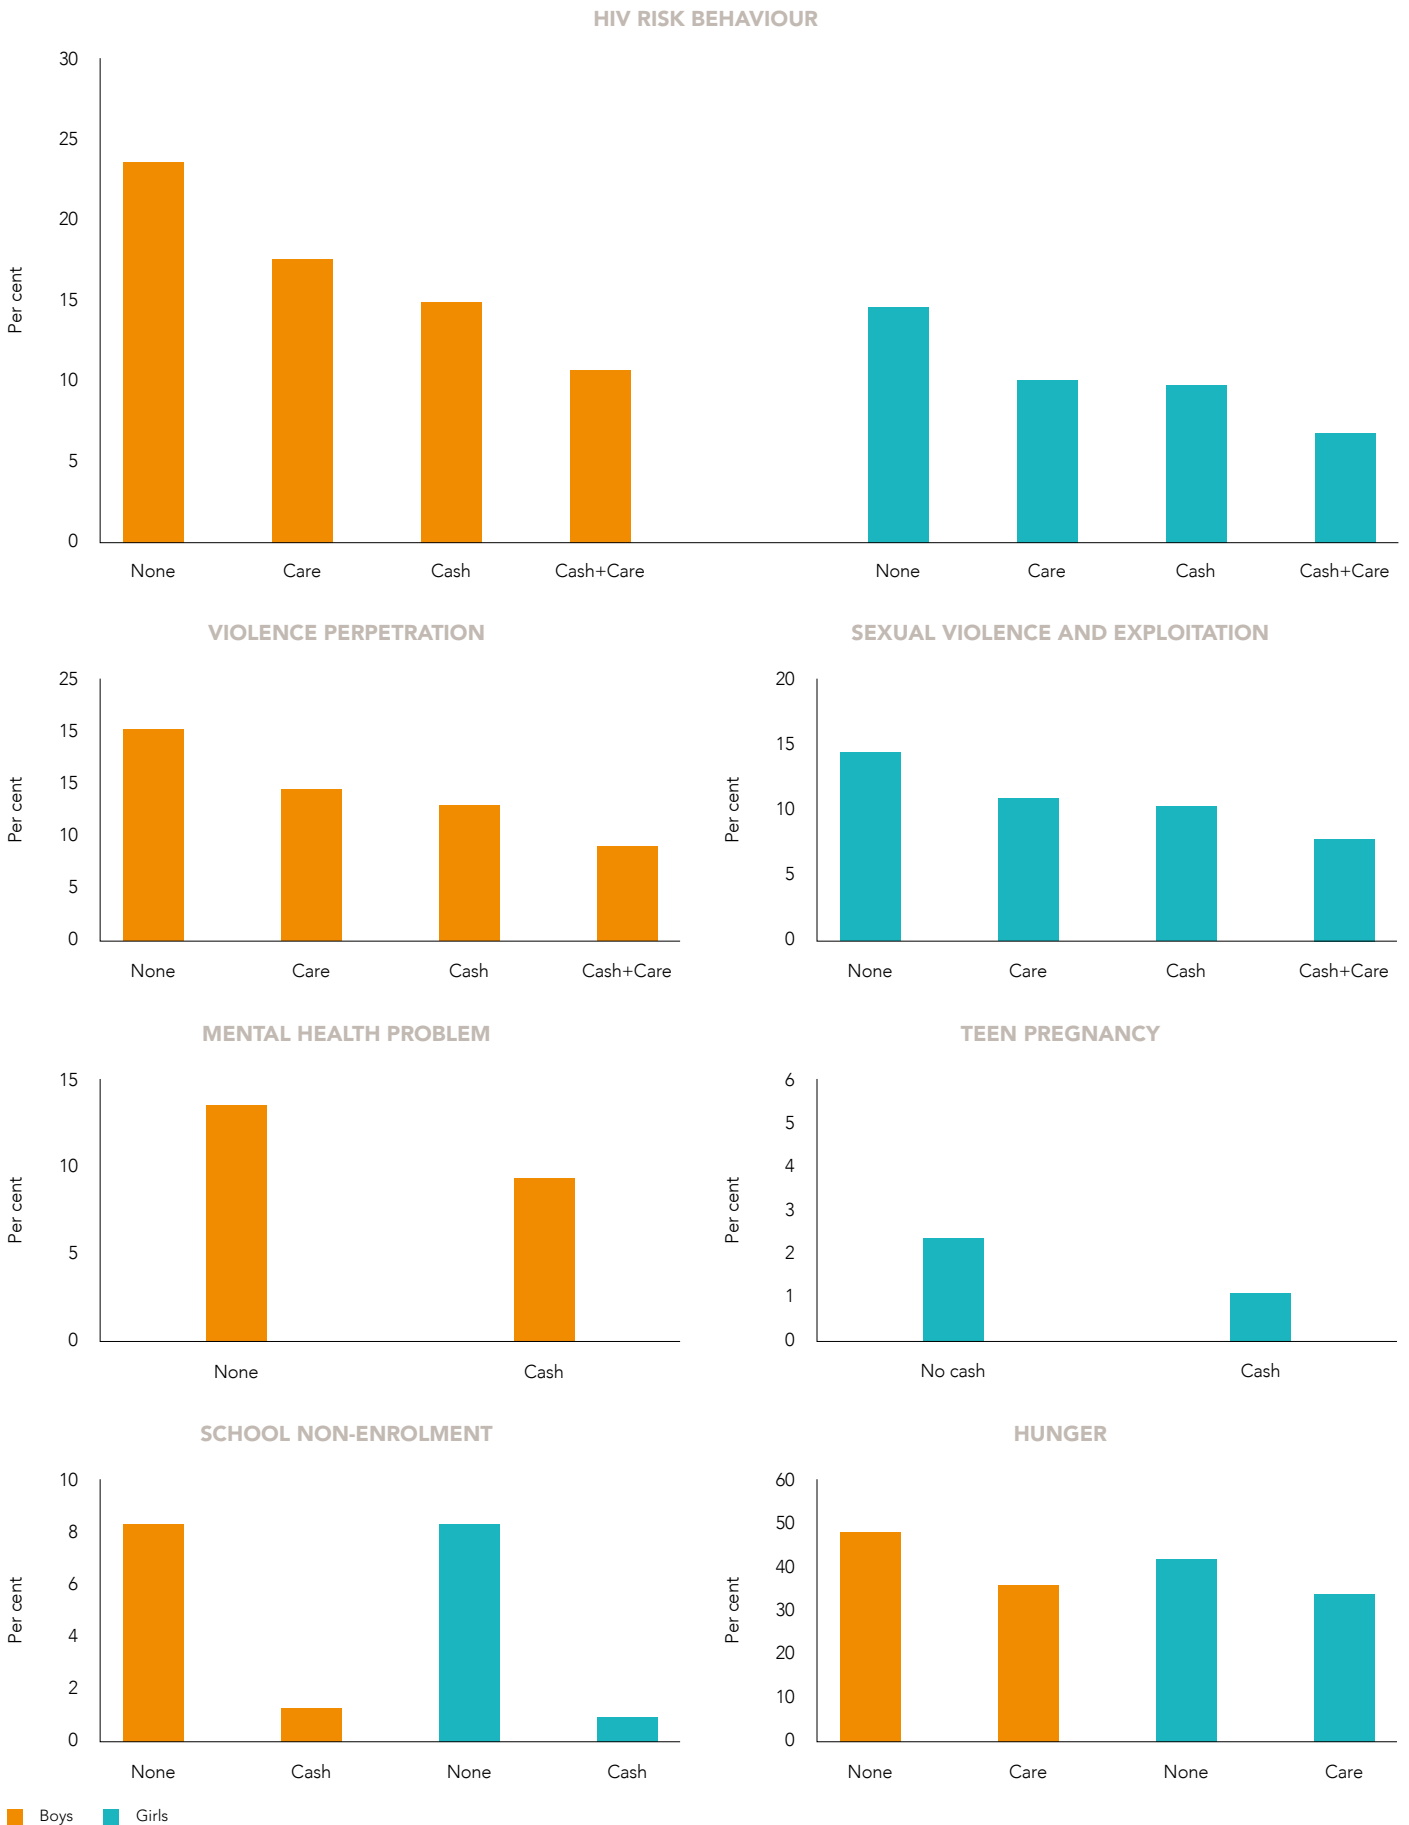 HIV RISK BEHAVIOUR
30
25
20
15
10
5
0
Per cent
None Care Cash Cash+Care None Care Cash Cash+Care
VIOLENCE PERPETRATION
25
15
15
10
5
0
Per cent
None Care Cash Cash+Care
SEXUAL VIOLENCE AND EXPLOITATION
20
15
10
5
0
Per cent
None Care Cash Cash+Care
MENTAL HEALTH PROBLEM
15
10
5
0
Per cent
None Cash
TEEN PREGNANCY
6
5
4
3
2
1
0
Per cent
No cash Cash
SCHOOL NON-ENROLMENT
10
8
6
4
2
0
Per cent
None Cash None Cash
HUNGER
60
50
40
30
20
10
0
Per cent
None Care None Care
Boys Girls